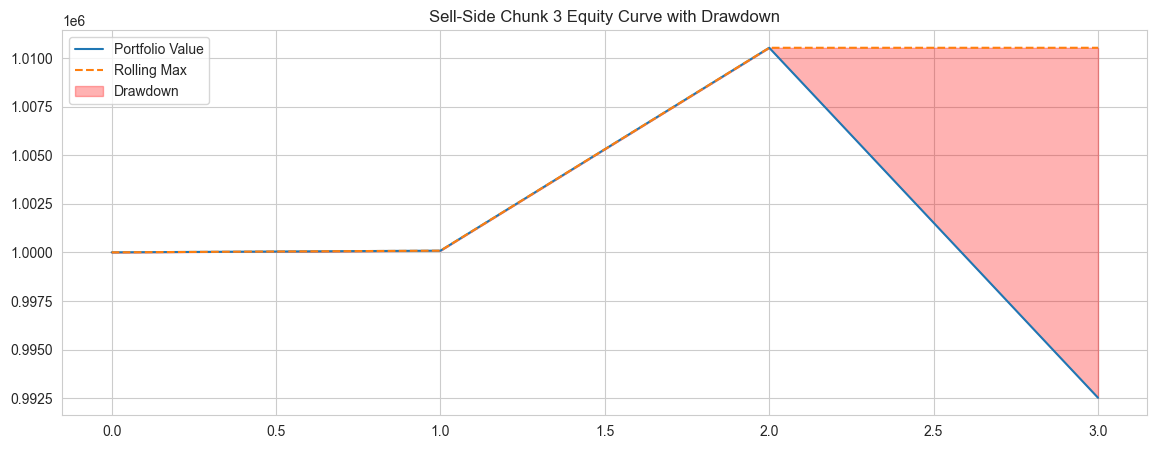 Sell-Side Chunk 3 Equity Curve with Drawdown
1e6
Portfolio Value
Rolling Max
Drawdown
1.0100
1.0075
1.0050
1.0025
1.0000
0.9975
0.9950
0.9925
0.0 0.5 1.0 1.5 2.0 2.5 3.0